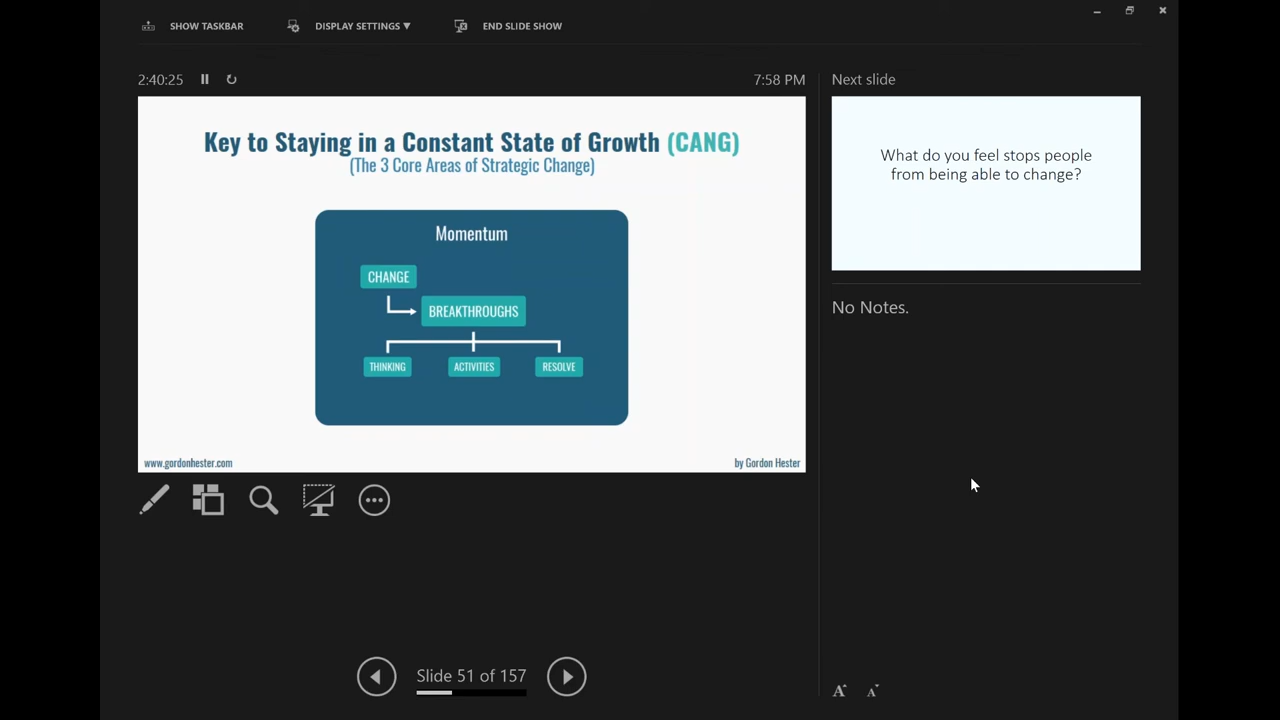 SHOW TASKBAR
DISPLAY SETTINGS ▼
END SLIDE SHOW
2:40:25
7:58 PM
Key to Staying in a Constant State of Growth (CANG)
(The 3 Core Areas of Strategic Change)
Momentum
CHANGE
BREAKTHROUGHS
THINKING
ACTIVITIES
RESOLVE
www.gordonhester.com
by Gordon Hester
Next slide
What do you feel stops people
from being able to change?
No Notes.
Slide 51 of 157
A
A